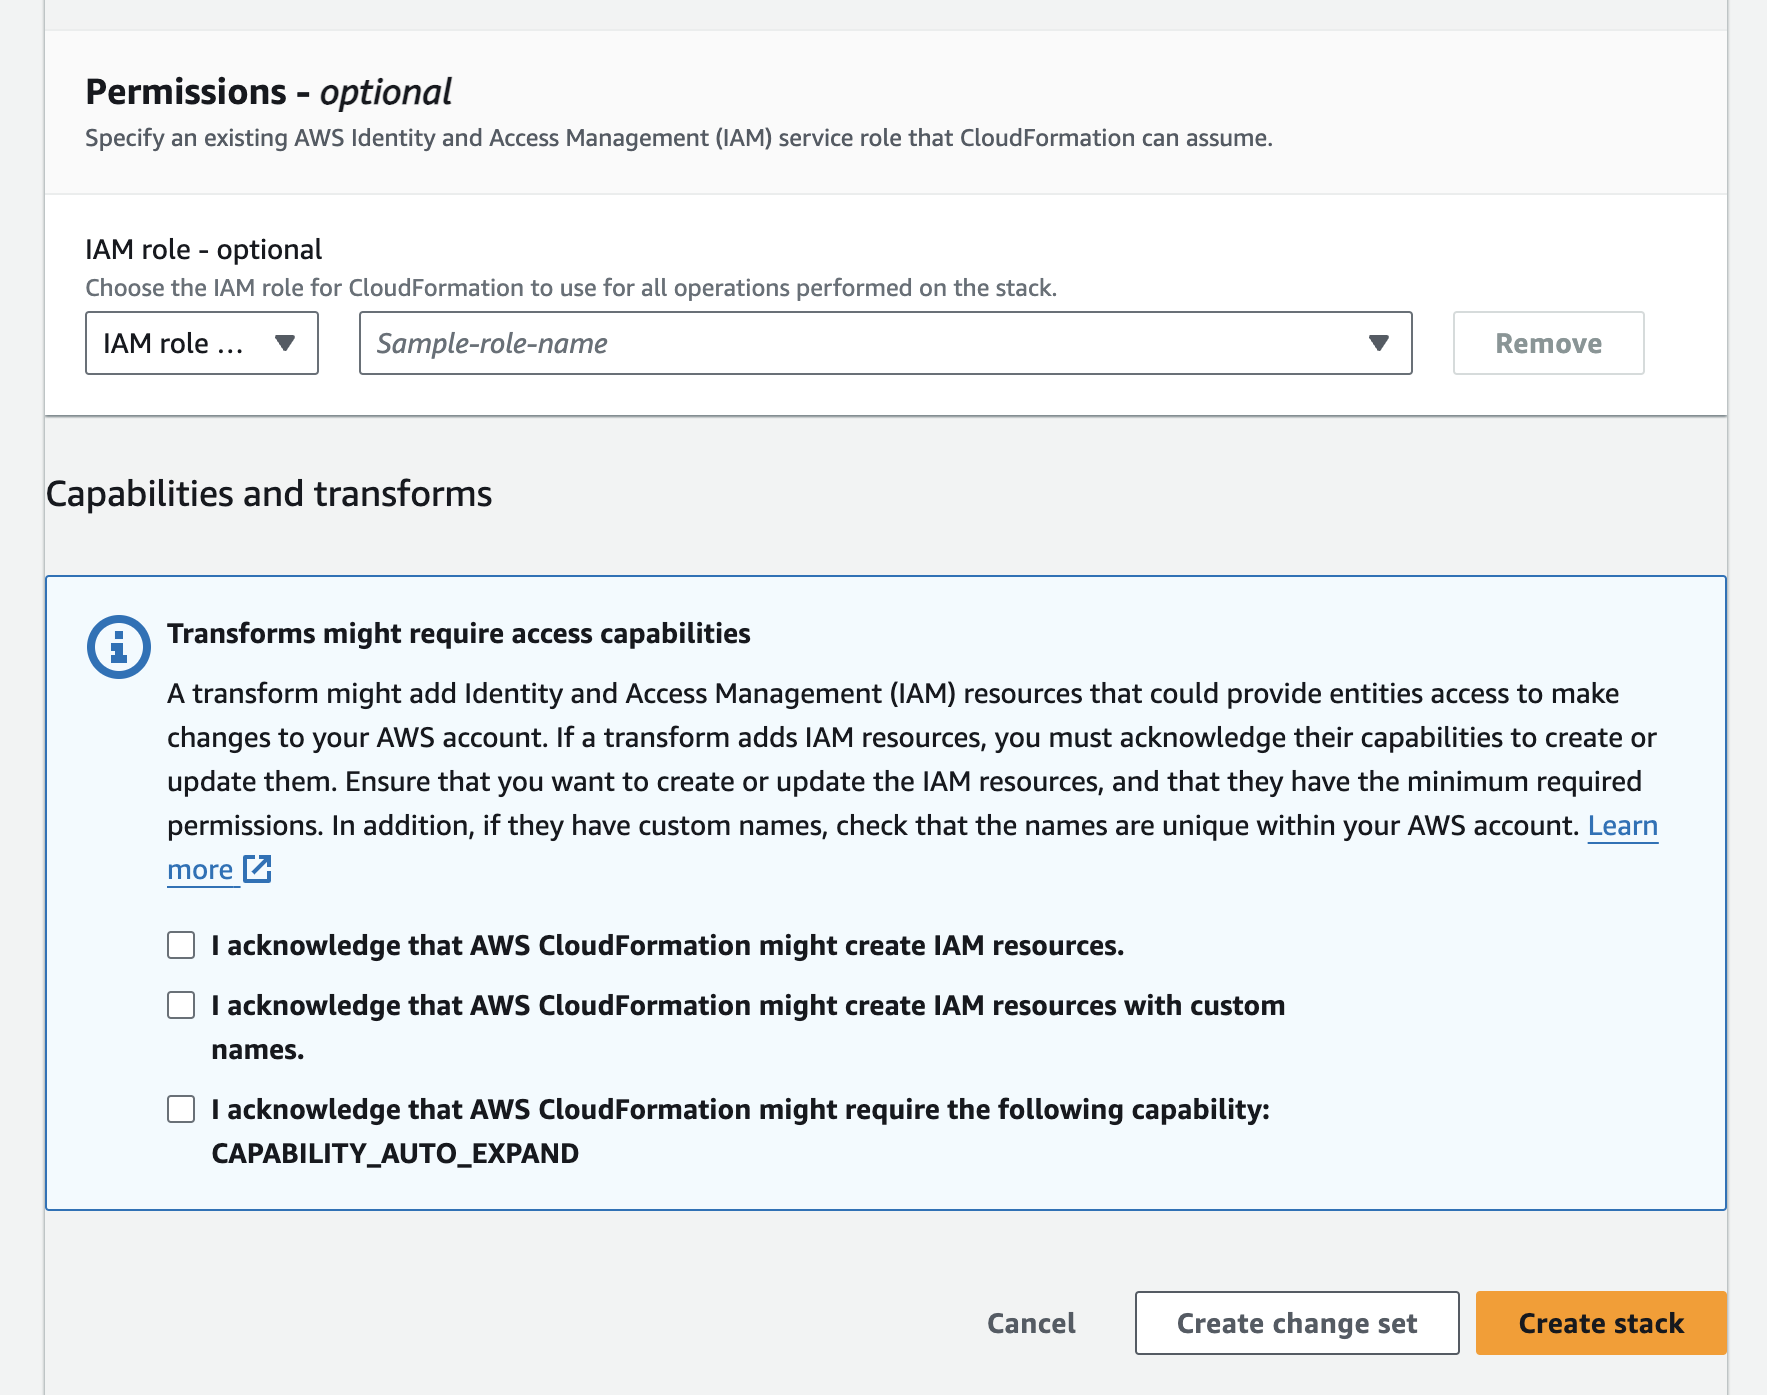 Permissions - optional
Specify an existing AWS Identity and Access Management (IAM) service role that CloudFormation can assume.
IAM role - optional
Choose the IAM role for CloudFormation to use for all operations performed on the stack.
IAM role ...
Sample-role-name
Remove
Capabilities and transforms
Transforms might require access capabilities
A transform might add Identity and Access Management (IAM) resources that could provide entities access to make
changes to your AWS account. If a transform adds IAM resources, you must acknowledge their capabilities to create or
update them. Ensure that you want to create or update the IAM resources, and that they have the minimum required
permissions. In addition, if they have custom names, check that the names are unique within your AWS account. Learn
more
I acknowledge that AWS CloudFormation might create IAM resources.
I acknowledge that AWS CloudFormation might create IAM resources with custom
names.
I acknowledge that AWS CloudFormation might require the following capability:
CAPABILITY_AUTO_EXPAND
Cancel
Create change set
Create stack